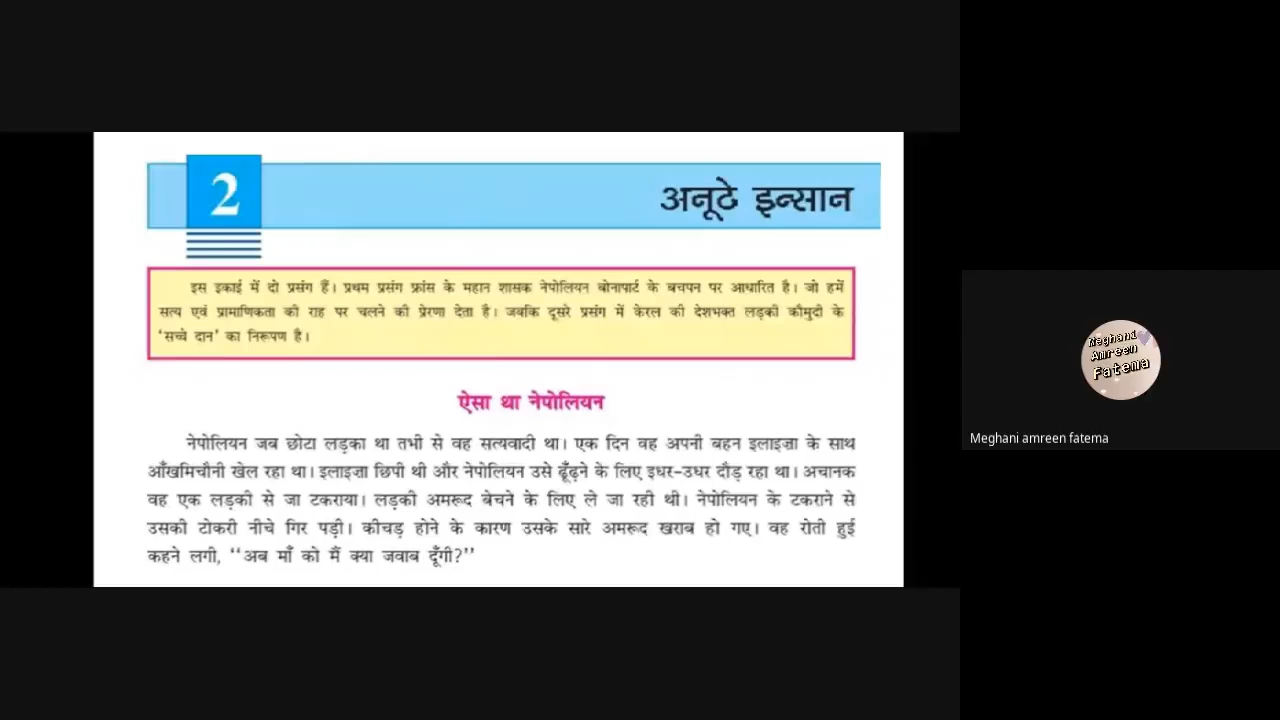 2
अनूठे इन्सान
इस इकाई में दो प्रसंग हैं। प्रथम प्रसंग फ्रांस के महान शासक नेपोलियन बोनापार्ट के बचपन पर आधारित है। जो हमें
सत्य एवं प्रामाणिकता की राह पर चलने की प्रेरणा देता है। जबकि दूसरे प्रसंग में केरल की देशभक्त लड़की कौमुदी के
‘सच्चे दान’ का निरूपण है।
ऐसा था नेपोलियन
नेपोलियन जब छोटा लड़का था तभी से वह सत्यवादी था। एक दिन वह अपनी बहन इलाइज़ा के साथ
आँखमिचौनी खेल रहा था। इलाइज़ा छिपी थी और नेपोलियन उसे ढूँढ़ने के लिए इधर-उधर दौड़ रहा था। अचानक
वह एक लड़की से जा टकराया। लड़की अमरूद बेचने के लिए ले जा रही थी। नेपोलियन के टकराने से
उसकी टोकरी नीचे गिर पड़ी। कीचड़ होने के कारण उसके सारे अमरूद खराब हो गए। वह रोती हुई
कहने लगी, ‘‘अब माँ को मैं क्या जवाब दूँगी?’’
Meghani
Amreen
Fatema
Meghani amreen fatema